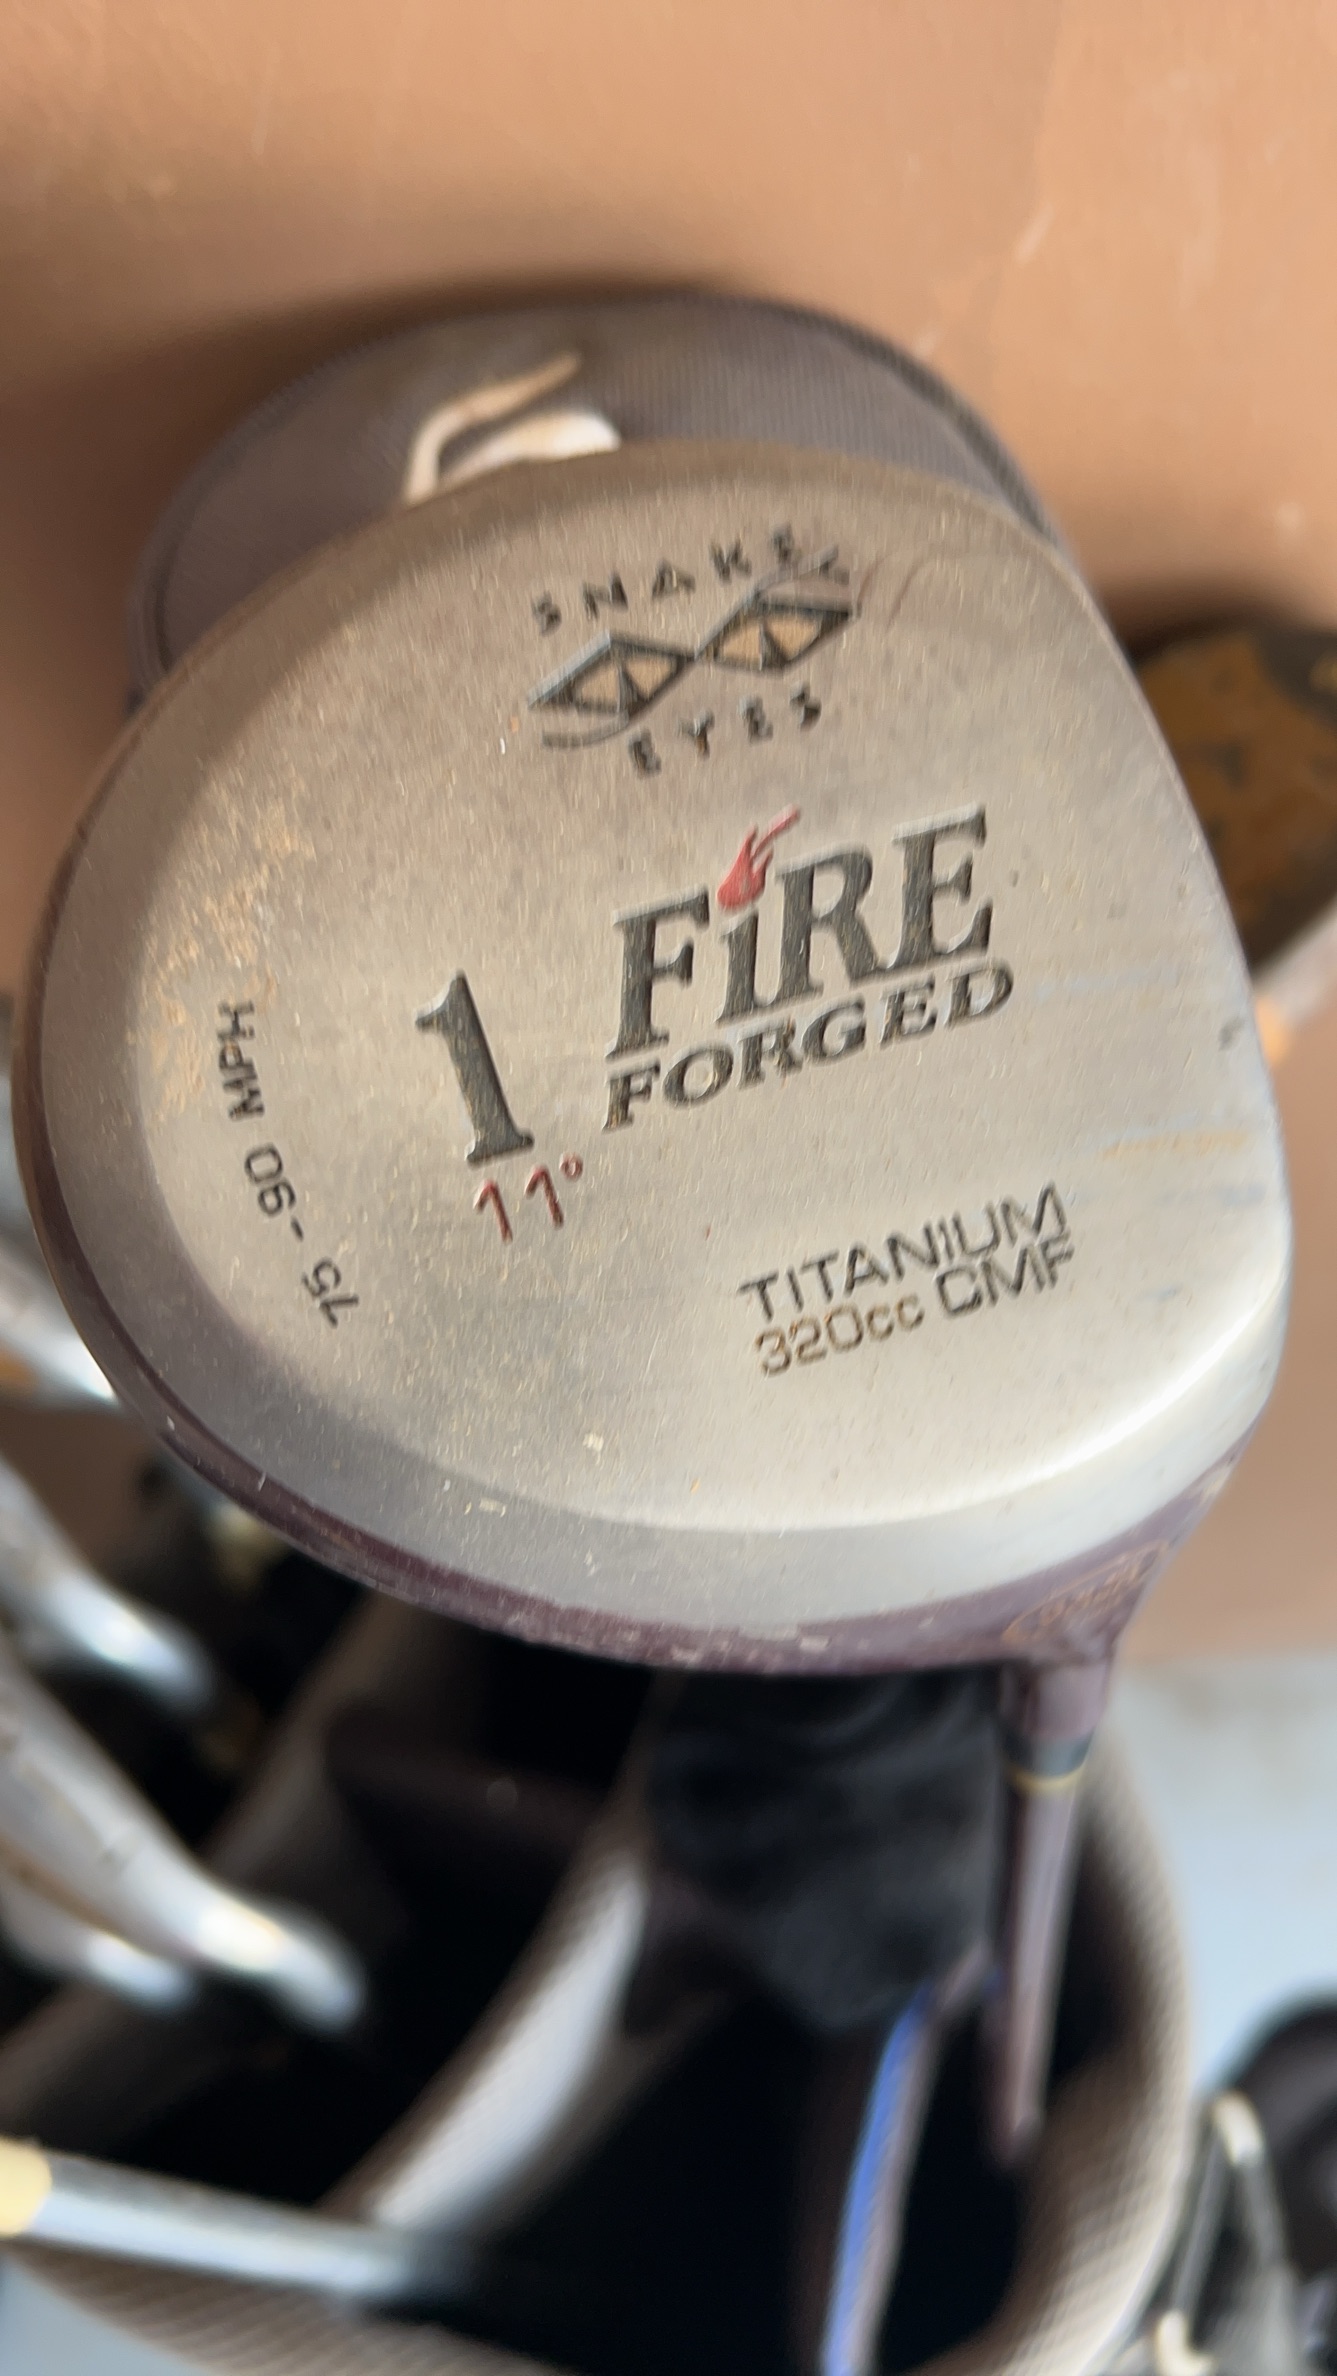 SNAKE
EYES
FiRE
FORGED
1
11°
75 - 90 MPH
TITANIUM
320cc CMF